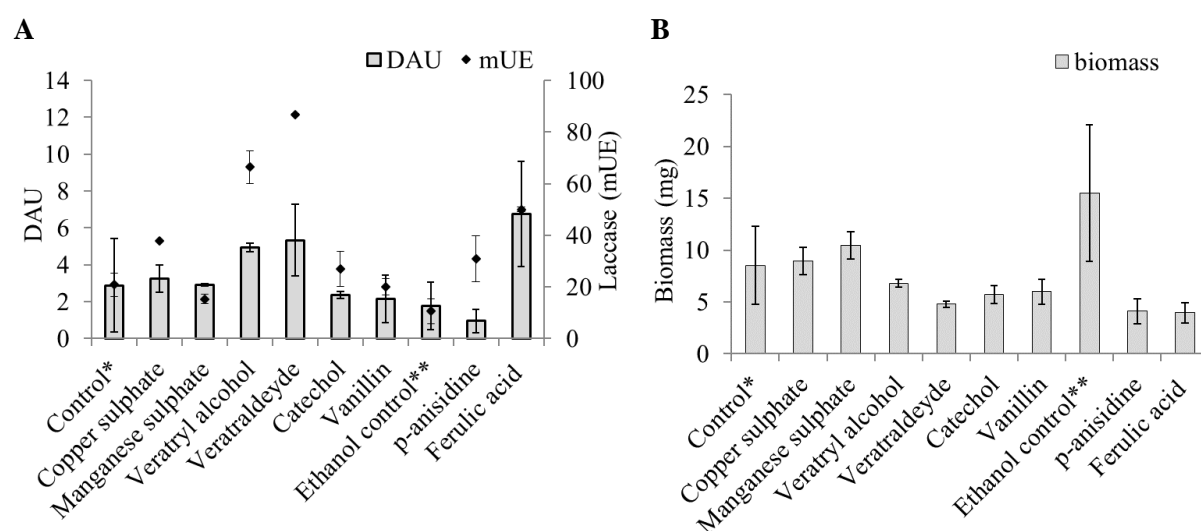 A
DAU mUE
14
12
10
8
6
4
2
0
DAU
100
80
60
40
20
0
Laccase (mUE)
Control*
Copper sulphate
Manganese sulphate
Veratryl alcohol
Veratraldeyde
Catechol
Vanillin
Ethanol control**
p-anisidine
Ferulic acid
B
biomass
25
20
15
10
5
0
Biomass (mg)
Control*
Copper sulphate
Manganese sulphate
Veratryl alcohol
Veratraldeyde
Catechol
Vanillin
Ethanol control**
p-anisidine
Ferulic acid